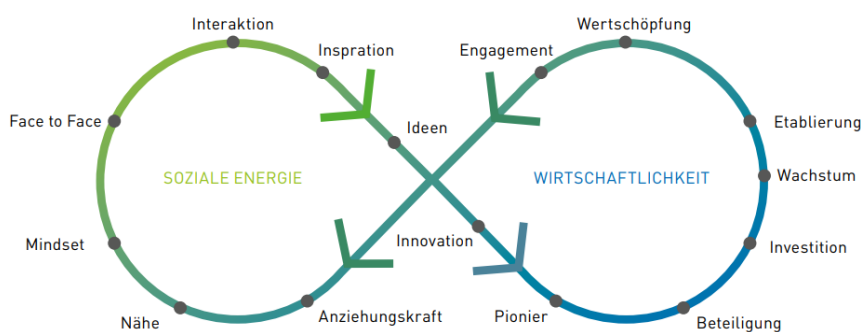 Interaktion
Wertschöpfung
Inspration
Engagement
Face to Face
Ideen
Etablierung
SOZIALE ENERGIE
WIRTSCHAFTLICHKEIT
Wachstum
Mindset
Innovation
Investition
Nähe
Anziehungskraft
Pionier
Beteiligung